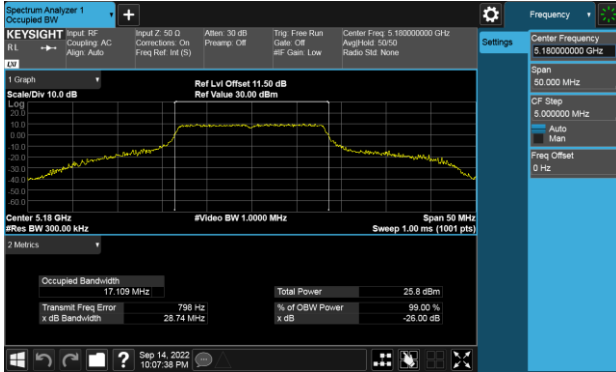 Spectrum Analyzer 1
Occupied BW
Frequency
KEYSIGHT
RL
Input: RF
Coupling: AC
Align: Auto
Input Z: 50 Ω
Corrections: On
Freq Ref: Int (S)
Atten: 30 dB
Preamp: Off
Trig: Free Run
Gate: Off
#IF Gain: Low
Center Freq: 5.180000000 GHz
Avg|Hold: 50/50
Radio Std: None
Settings
Center Frequency
5.180000000 GHz
Span
50.000 MHz
CF Step
5.000000 MHz
Auto
Man
Freq Offset
0 Hz
1 Graph
Scale/Div 10.0 dB
Ref Lvl Offset 11.50 dB
Ref Value 30.00 dBm
Log
20.0
10.0
0.00
-10.0
-20.0
-30.0
-40.0
-50.0
-60.0
Center 5.18 GHz
#Res BW 300.00 kHz
#Video BW 1.0000 MHz
Span 50 MHz
Sweep 1.00 ms (1001 pts)
2 Metrics
Occupied Bandwidth
17.109 MHz
Total Power 25.8 dBm
Transmit Freq Error 798 Hz
% of OBW Power 99.00 %
x dB Bandwidth 28.74 MHz
x dB -26.00 dB
Sep 14, 2022
10:07:38 PM